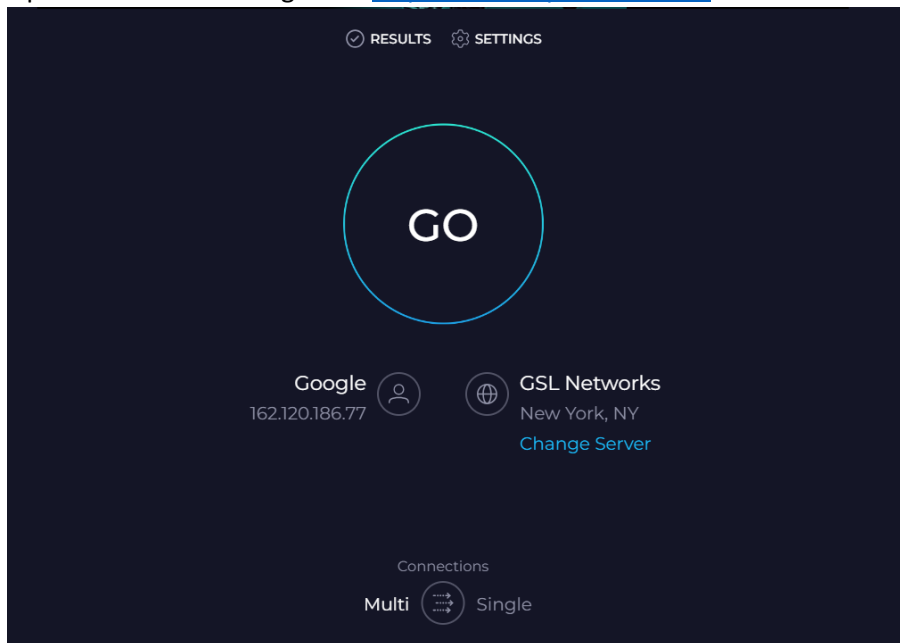 RESULTS SETTINGS
GO
Google
162.120.186.77
GSL Networks
New York, NY
Change Server
Connections
Multi Single